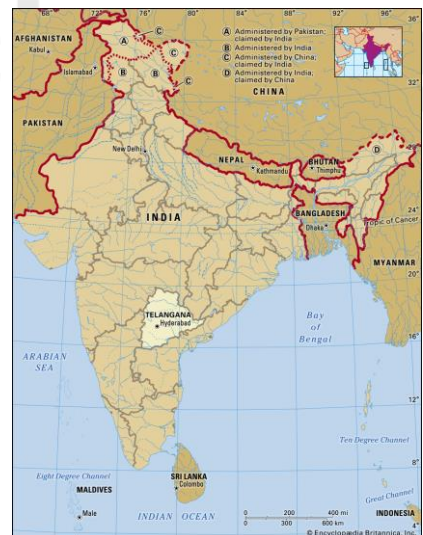 68° 72° 76° 80° 84° 88° 92°
AFGHANISTAN
Kabul
Islamabad
A
C
C
B
B
C
A Administered by Pakistan; claimed by India
B Administered by India
C Administered by China; claimed by India
D Administered by India; claimed by China
CHINA
PAKISTAN
New Delhi
NEPAL
Kathmandu
BHUTAN
Thimphu
D
28°
24°
INDIA
BANGLADESH
Dhaka
Tropic of Cancer
MYANMAR
20°
TELANGANA
Hyderabad
Bay
of
Bengal
16°
ARABIAN
SEA
12°
Ten Degree Channel
8°
Eight Degree Channel
MALDIVES
Male
SRI LANKA
Colombo
INDIAN OCEAN
0 200 400 mi
0 300 600 km
Great Channel
4°
INDONESIA
© Encyclopædia Britannica, Inc.